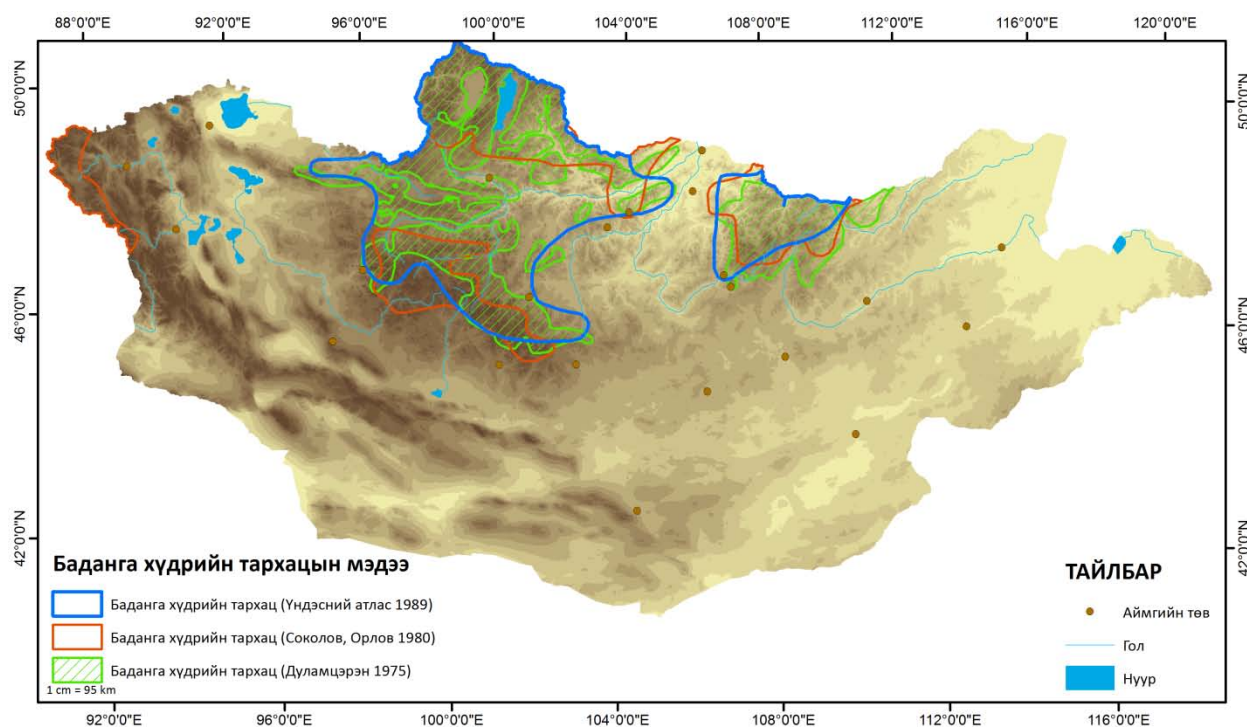 88°0'0"E 92°0'0"E 96°0'0"E 100°0'0"E 104°0'0"E 108°0'0"E 112°0'0"E 116°0'0"E 120°0'0"E
50°0'0"N
50°0'0"N
46°0'0"N
46°0'0"N
42°0'0"N
42°0'0"N
Баданга хүдрийн тархацын мэдээ
Баданга хүдрийн тархац (Үндэсний атлас 1989)
Баданга хүдрийн тархац (Соколов, Орлов 1980)
Баданга хүдрийн тархац (Дуламцэрэн 1975)
1 cm = 95 km
ТАЙЛБАР
Аймгийн төв
Гол
Нуур
92°0'0"E 96°0'0"E 100°0'0"E 104°0'0"E 108°0'0"E 112°0'0"E 116°0'0"E